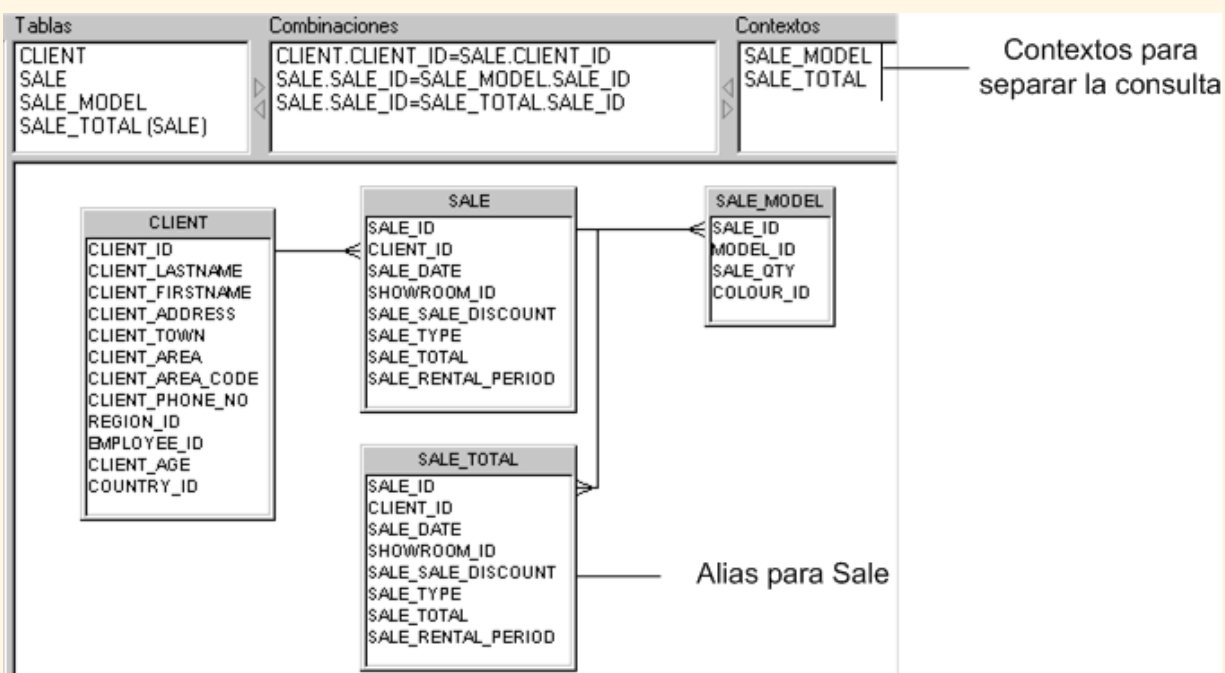 Tablas
CLIENT
SALE
SALE_MODEL
SALE_TOTAL (SALE)
Combinaciones
CLIENT.CLIENT_ID=SALE.CLIENT_ID
SALE.SALE_ID=SALE_MODEL.SALE_ID
SALE.SALE_ID=SALE_TOTAL.SALE_ID
Contextos
SALE_MODEL
SALE_TOTAL
Contextos para
separar la consulta
CLIENT
CLIENT_ID
CLIENT_LASTNAME
CLIENT_FIRSTNAME
CLIENT_ADDRESS
CLIENT_TOWN
CLIENT_AREA
CLIENT_AREA_CODE
CLIENT_PHONE_NO
REGION_ID
EMPLOYEE_ID
CLIENT_AGE
COUNTRY_ID
SALE
SALE_ID
CLIENT_ID
SALE_DATE
SHOWROOM_ID
SALE_SALE_DISCOUNT
SALE_TYPE
SALE_TOTAL
SALE_RENTAL_PERIOD
SALE_MODEL
SALE_ID
MODEL_ID
SALE_QTY
COLOUR_ID
SALE_TOTAL
SALE_ID
CLIENT_ID
SALE_DATE
SHOWROOM_ID
SALE_SALE_DISCOUNT
SALE_TYPE
SALE_TOTAL
SALE_RENTAL_PERIOD
Alias para Sale